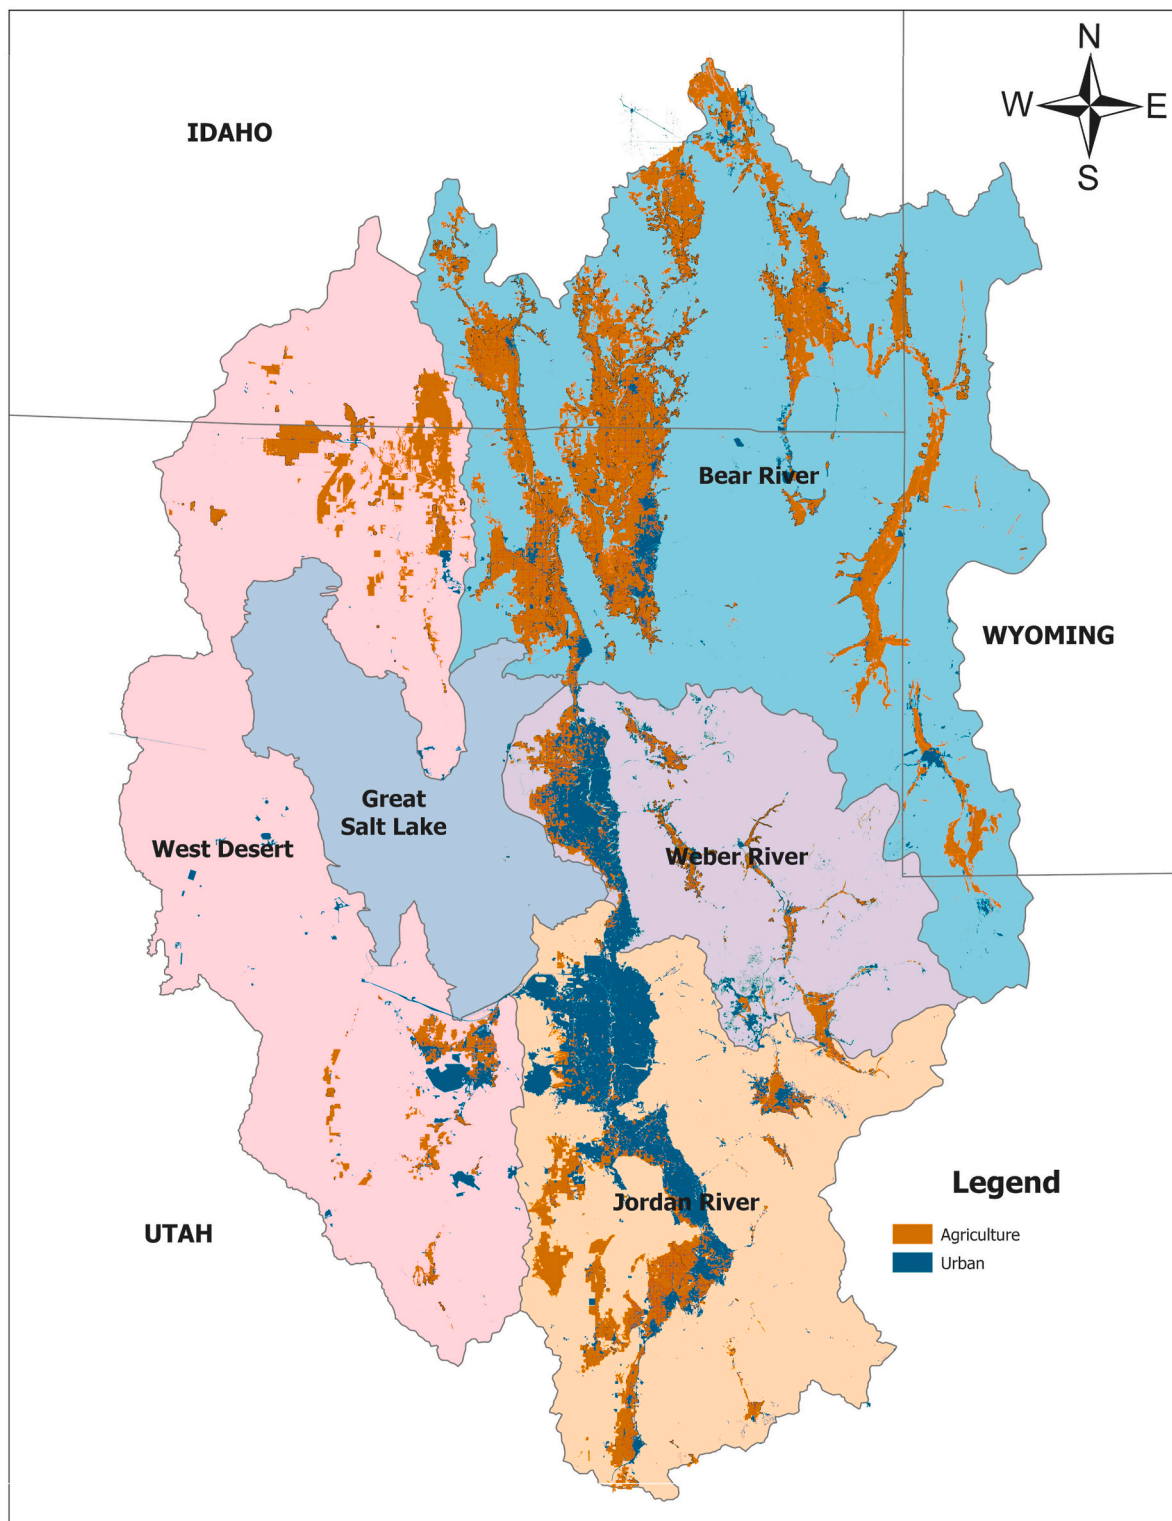 N
W E
S
IDAHO
Bear River
WYOMING
Great
Salt Lake
West Desert
Weber River
Legend
Jordan River
UTAH
Agriculture
Urban